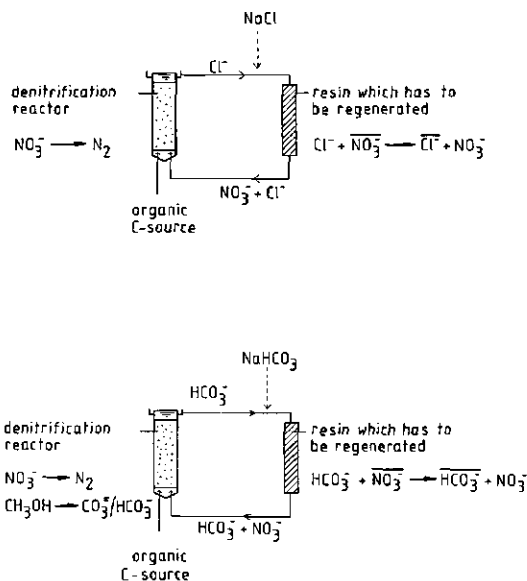 NaCl
Cl⁻
denitrification
reactor
NO₃⁻ → N₂
resin which has to
be regenerated
Cl⁻ + N̅O̅₃̅⁻ → C̅l̅⁻ + NO₃⁻
NO₃⁻ + Cl⁻
organic
C-source
NaHCO₃
HCO₃⁻
denitrification
reactor
NO₃⁻ → N₂
CH₃OH → CO₃⁼/HCO₃⁻
resin which has to
be regenerated
HCO₃⁻ + N̅O̅₃̅⁻ → H̅C̅O̅₃̅⁻ + NO₃⁻
HCO₃⁻ + NO₃⁻
organic
C-source